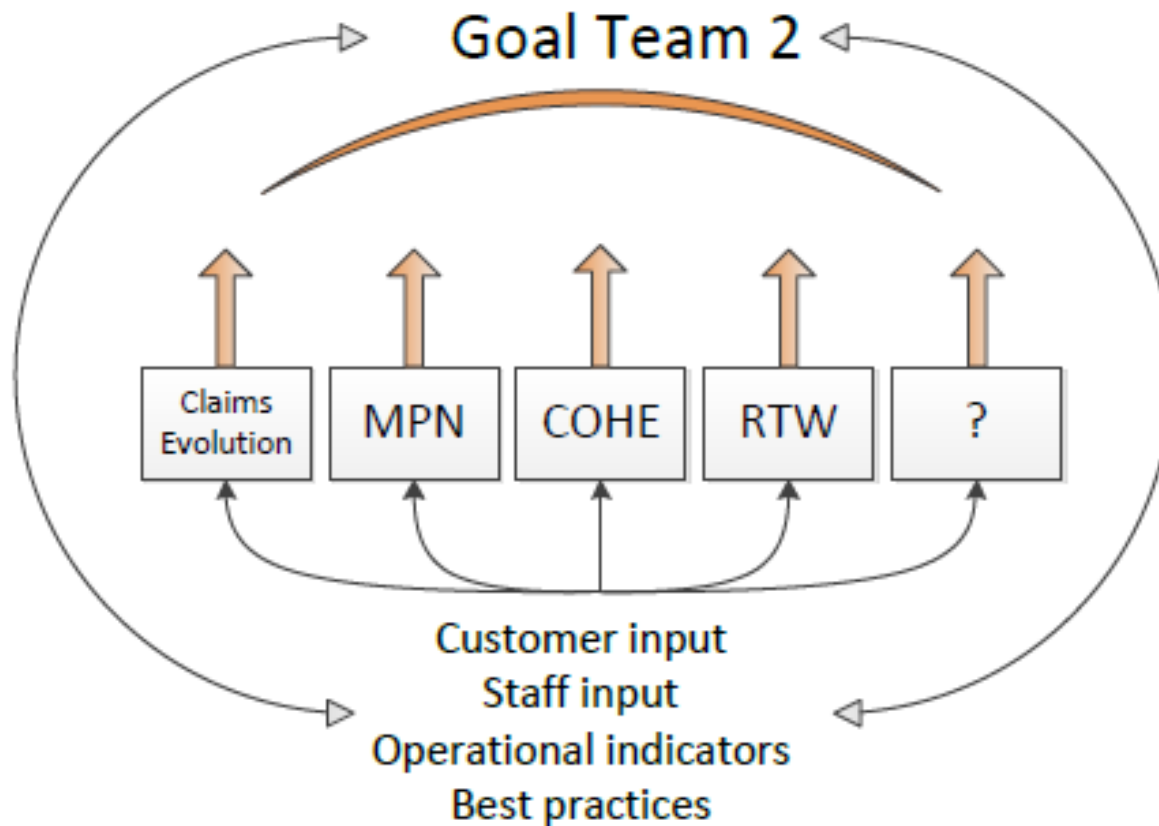 Goal Team 2
Claims
Evolution
MPN
COHE
RTW
?
Customer input
Staff input
Operational indicators
Best practices